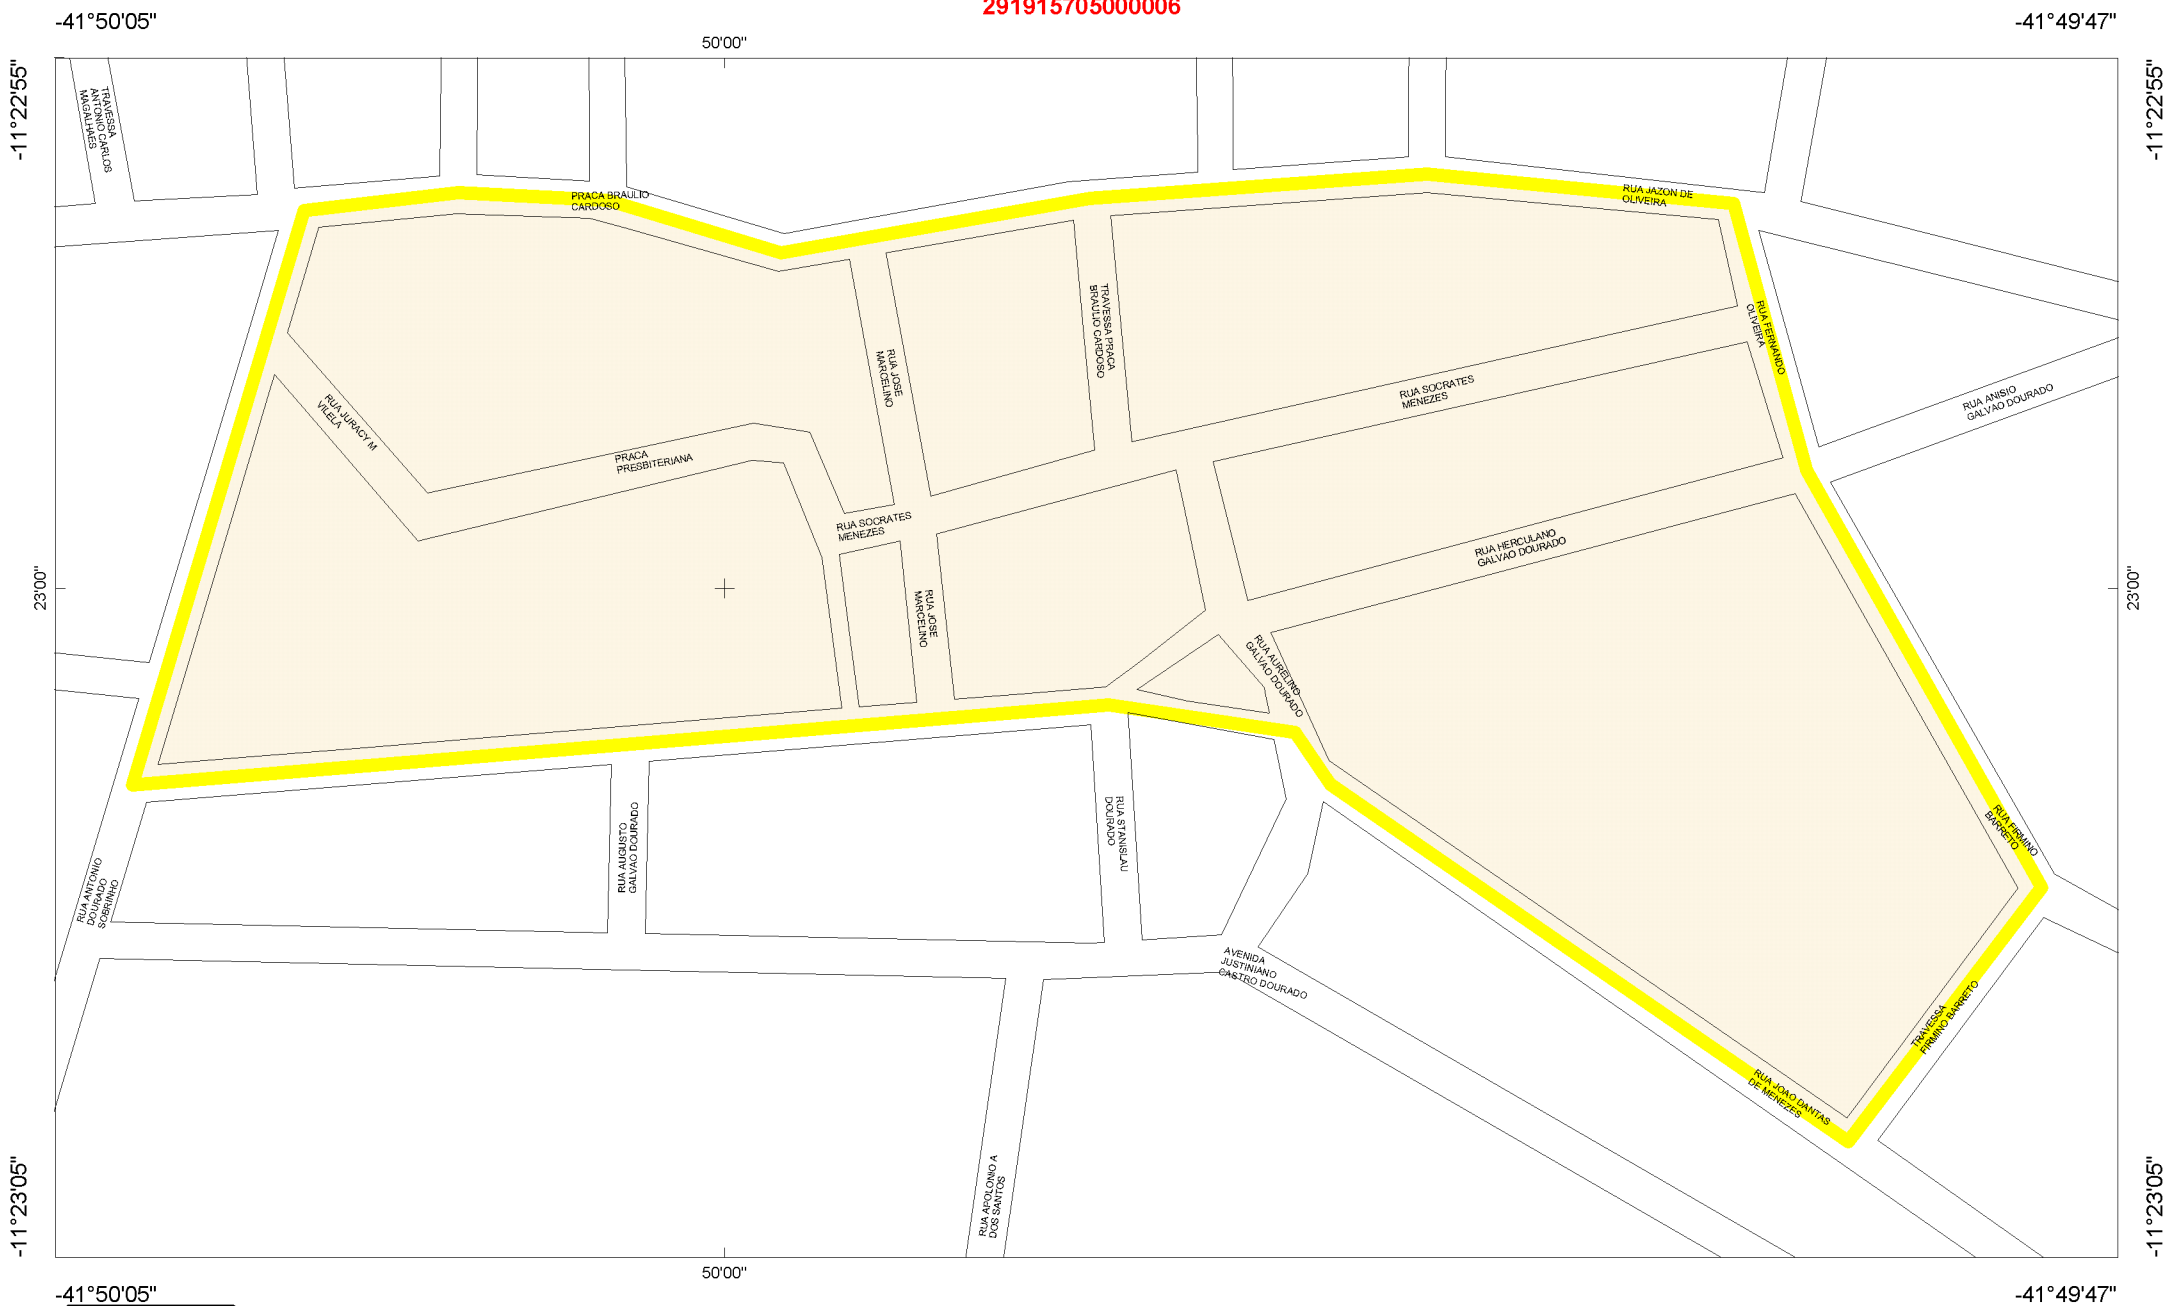 291915705000006
-41°50'05"
-41°49'47"
50'00"
-11°22'55"
-11°22'55"
TRAVESSA
ANTONIO CARLOS
MAGALHAES
PRACA BRAULIO
CARDOSO
RUA JAZON DE
OLIVEIRA
TRAVESSA PRACA
BRAULIO CARDOSO
RUA FERNANDO
OLIVEIRA
RUA JOSE
MARCELINO
RUA SOCRATES
MENEZES
RUA ANISIO
GALVAO DOURADO
RUA JURACY M
VILELA
PRACA
PRESBITERIANA
RUA SOCRATES
MENEZES
RUA HERCULANO
GALVAO DOURADO
23'00"
23'00"
RUA JOSE
MARCELINO
RUA AURELINO
GALVAO DOURADO
RUA AUGUSTO
GALVAO DOURADO
RUA STANISLAU
DOURADO
RUA FIRMINO
BARRETO
RUA ANTONIO
DOURADO
SOBRINHO
AVENIDA
JUSTINIANO
CASTRO DOURADO
TRAVESSA
FIRMINO BARRETO
RUA JOAO DANTAS
DE MENEZES
RUA APOLONIO A
DOS SANTOS
-11°23'05"
-11°23'05"
50'00"
-41°50'05"
-41°49'47"